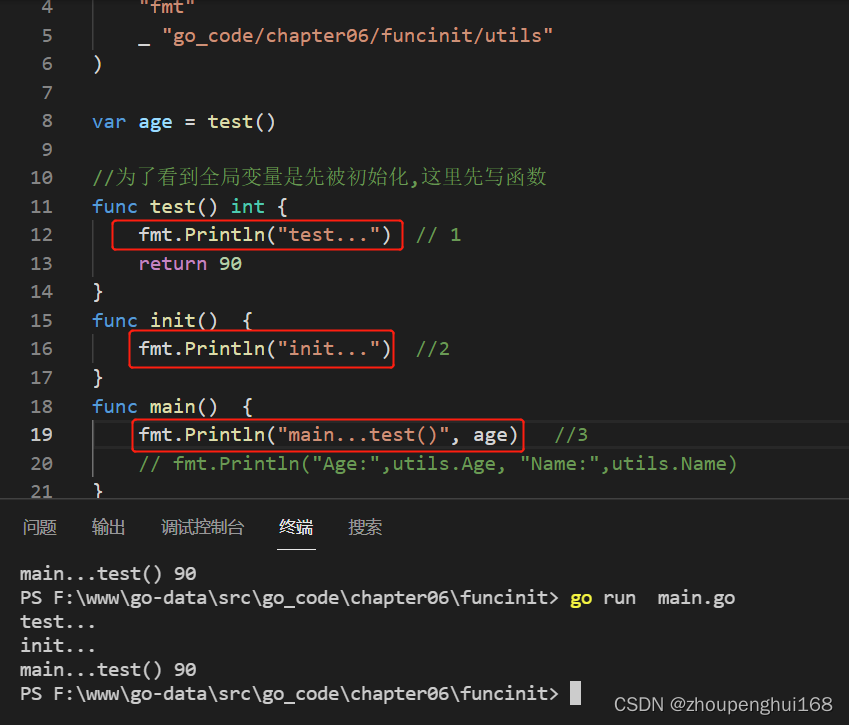 4 "fmt"
5 _ "go_code/chapter06/funcinit/utils"
6 )
7
8 var age = test()
9
10 //为了看到全局变量是先被初始化,这里先写函数
11 func test() int {
12 fmt.Println("test...") // 1
13 return 90
14 }
15 func init()  {
16 fmt.Println("init...") //2
17 }
18 func main()  {
19 fmt.Println("main...test()", age) //3
20 // fmt.Println("Age:",utils.Age, "Name:",utils.Name)
21 }
问题 输出 调试控制台 终端 搜索
main...test() 90
PS F:\www\go-data\src\go_code\chapter06\funcinit> go run  main.go
test...
init...
main...test() 90
PS F:\www\go-data\src\go_code\chapter06\funcinit>
CSDN @zhoupenghui168